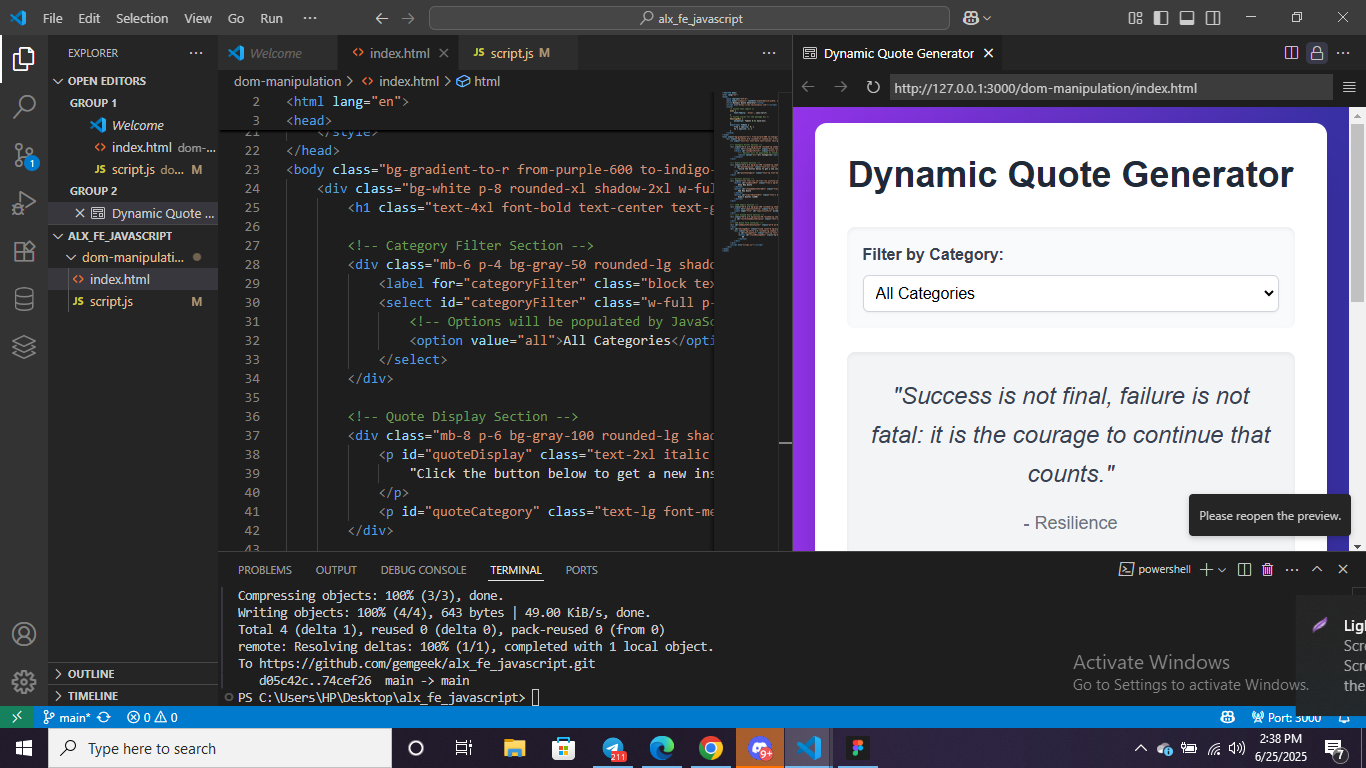 File Edit Selection View Go Run ···
alx_fe_javascript
EXPLORER
OPEN EDITORS
GROUP 1
Welcome
index.html dom-...
JS script.js do... M
GROUP 2
Dynamic Quote ...
ALX_FE_JAVASCRIPT
dom-manipulati...
index.html
JS script.js M
OUTLINE
TIMELINE
1
Welcome index.html JS script.js M
dom-manipulation > index.html > html
2 <html lang="en">
3 <head>
21 </style>
22 </head>
23 <body class="bg-gradient-to-r from-purple-600 to-indigo-
24 <div class="bg-white p-8 rounded-xl shadow-2xl w-ful
25 <h1 class="text-4xl font-bold text-center text-g
26
27 <!-- Category Filter Section -->
28 <div class="mb-6 p-4 bg-gray-50 rounded-lg shado
29 <label for="categoryFilter" class="block tex
30 <select id="categoryFilter" class="w-full p-
31 <!-- Options will be populated by JavaSc
32 <option value="all">All Categories</opti
33 </select>
34 </div>
35
36 <!-- Quote Display Section -->
37 <div class="mb-8 p-6 bg-gray-100 rounded-lg shad
38 <p id="quoteDisplay" class="text-2xl italic
39 "Click the button below to get a new ins
40 </p>
41 <p id="quoteCategory" class="text-lg font-me
42 </div>
43
Dynamic Quote Generator
http://127.0.0.1:3000/dom-manipulation/index.html
Dynamic Quote Generator
Filter by Category:
All Categories
"Success is not final, failure is not
fatal: it is the courage to continue that
counts."
- Resilience
Please reopen the preview.
PROBLEMS OUTPUT DEBUG CONSOLE TERMINAL PORTS
powershell
Compressing objects: 100% (3/3), done.
Writing objects: 100% (4/4), 643 bytes | 49.00 KiB/s, done.
Total 4 (delta 1), reused 0 (delta 0), pack-reused 0 (from 0)
remote: Resolving deltas: 100% (1/1), completed with 1 local object.
To https://github.com/gemgeek/alx_fe_javascript.git
d05c42c..74cef26 main -> main
PS C:\Users\HP\Desktop\alx_fe_javascript>
Ligl
Scre
Scre
the
Activate Windows
Go to Settings to activate Windows.
main* 0 0
Port: 3000
Type here to search
211
9+
2:38 PM
6/25/2025
7